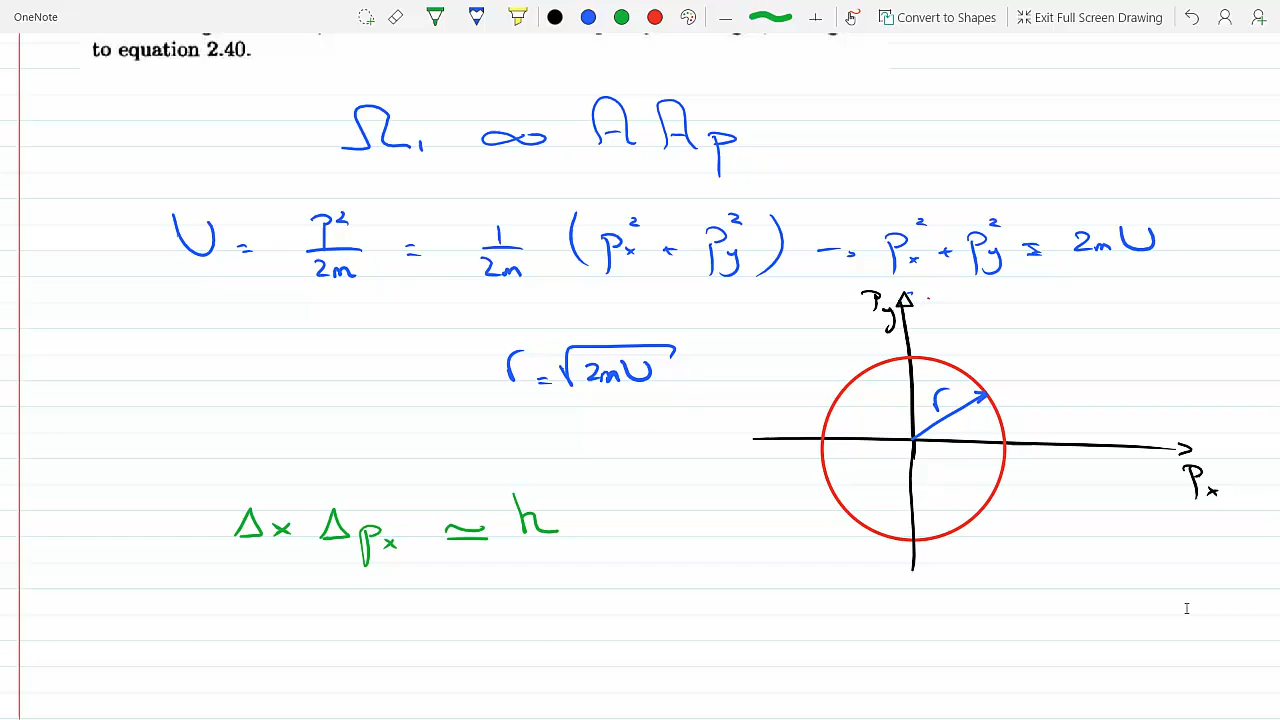 OneNote Convert to Shapes Exit Full Screen Drawing
to equation 2.40.
Ω₁ ∞ A A_p
U = P²/2m = 1/2m (p_x² + p_y²) → p_x² + p_y² = 2mU
P_y
r = √2mU
r
P_x
Δx Δp_x ≃ h